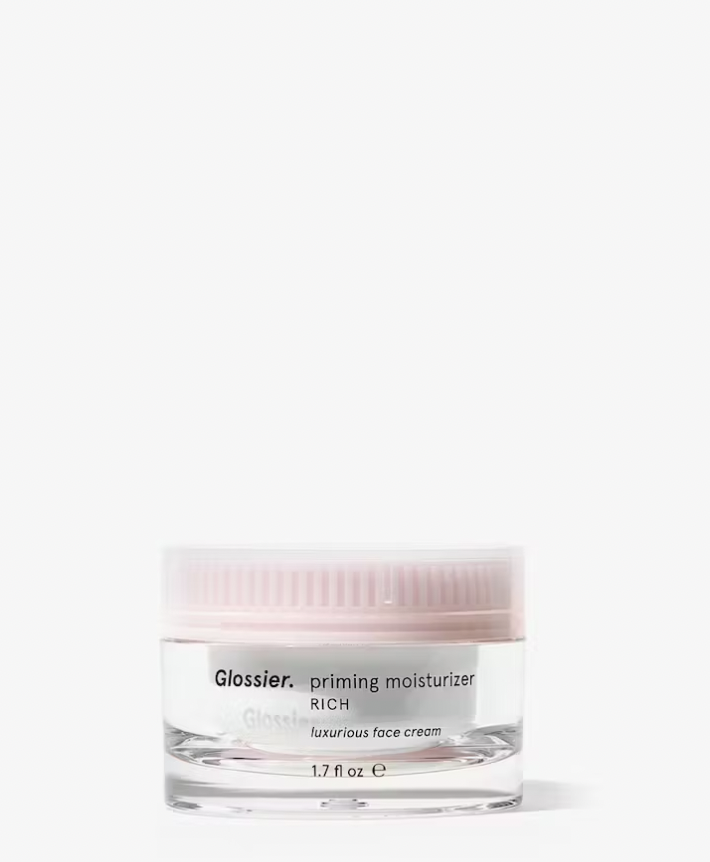 Glossier. priming moisturizer
RICH
luxurious face cream
1.7 fl oz ℮